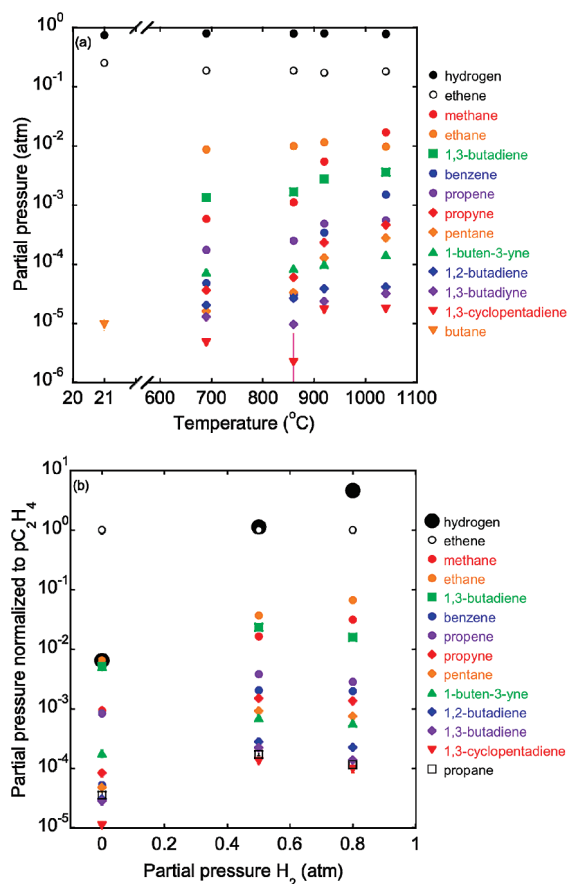 (a)
10^0
10^-1
10^-2
10^-3
10^-4
10^-5
10^-6
Partial pressure (atm)
20 21 600 700 800 900 1000 1100
Temperature (°C)
hydrogen
ethene
methane
ethane
1,3-butadiene
benzene
propene
propyne
pentane
1-buten-3-yne
1,2-butadiene
1,3-butadiyne
1,3-cyclopentadiene
butane
(b)
10^1
10^0
10^-1
10^-2
10^-3
10^-4
10^-5
Partial pressure normalized to pC2H4
0 0.2 0.4 0.6 0.8 1
Partial pressure H2 (atm)
hydrogen
ethene
methane
ethane
1,3-butadiene
benzene
propene
propyne
pentane
1-buten-3-yne
1,2-butadiene
1,3-butadiene
1,3-cyclopentadiene
propane